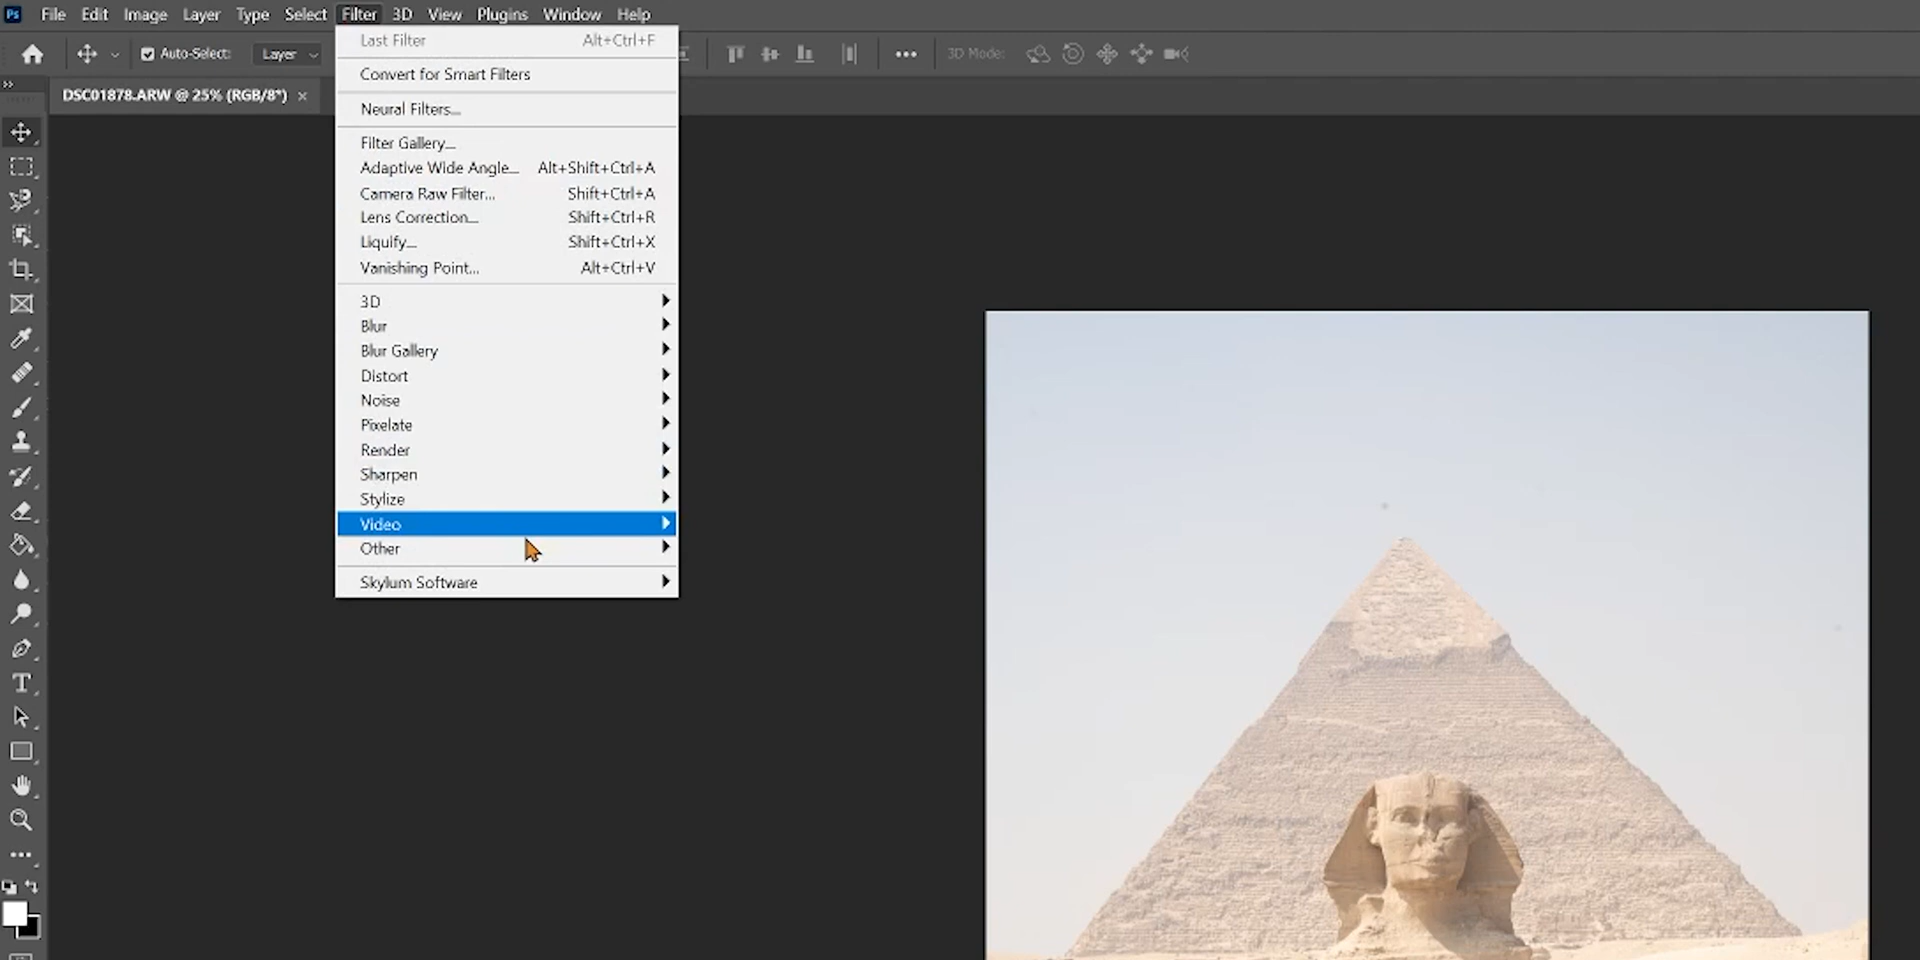 Ps File Edit Image Layer Type Select Filter 3D View Plugins Window Help
Auto-Select: Layer 3D Mode:
DSC01878.ARW @ 25% (RGB/8*) ×
Last Filter Alt+Ctrl+F
Convert for Smart Filters
Neural Filters...
Filter Gallery...
Adaptive Wide Angle... Alt+Shift+Ctrl+A
Camera Raw Filter... Shift+Ctrl+A
Lens Correction... Shift+Ctrl+R
Liquify... Shift+Ctrl+X
Vanishing Point... Alt+Ctrl+V
3D
Blur
Blur Gallery
Distort
Noise
Pixelate
Render
Sharpen
Stylize
Video
Other
Skylum Software